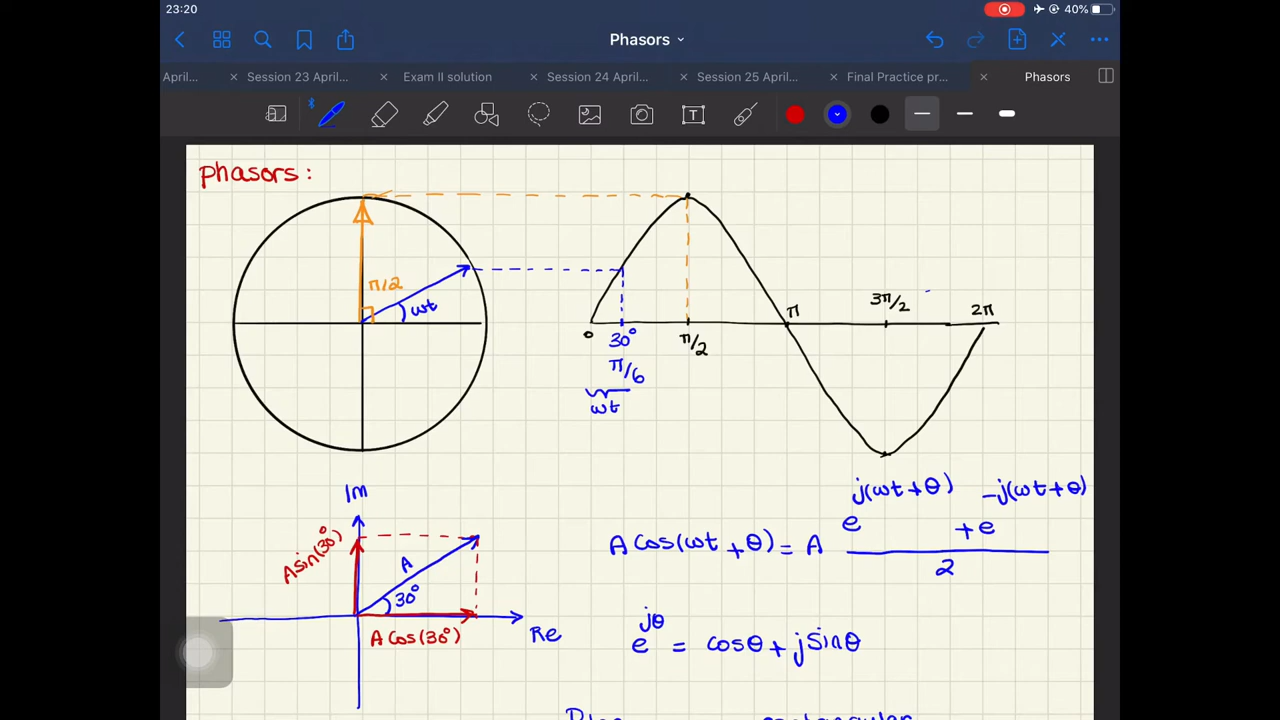 23:20
40%
Phasors
April...
Session 23 April...
Exam II solution
Session 24 April...
Session 25 April...
Final Practice pr...
Phasors
T
Phasors:
π/2
ωt
0
30°
π/6
ωt
π/2
π
3π/2
2π
Im
Asin(30°)
A
30°
A Cos(30°)
Re
A Cos(ωt + θ) = A (e^{j(ωt+θ)} + e^{-j(ωt+θ)}) / 2
e^{jθ} = cosθ + j sinθ
rectangular